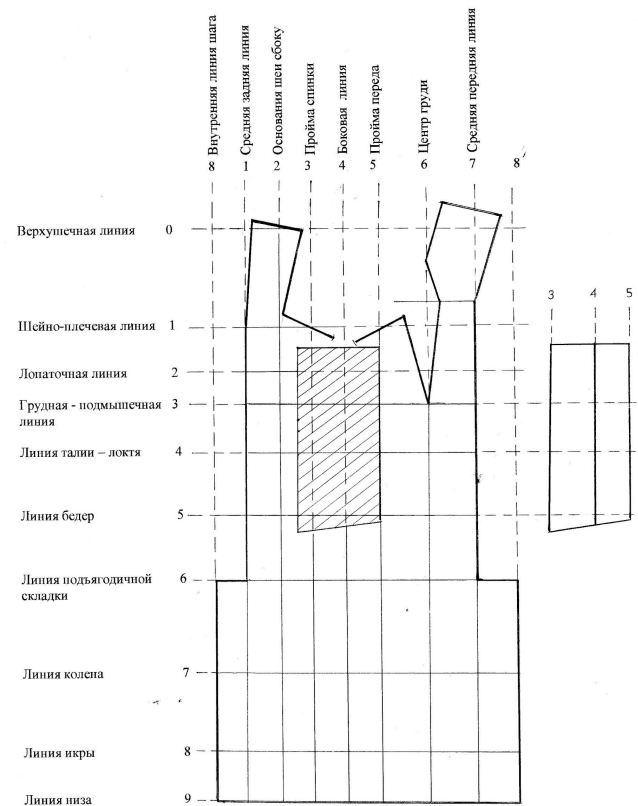 Внутренняя линия шага
Средняя задняя линия
Основания шеи сбоку
Пройма спинки
Боковая линия
Пройма переда
Центр груди
Средняя передняя линия
8 1 2 3 4 5 6 7 8'
Верхушечная линия 0
3 4 5
Шейно-плечевая линия 1
Лопаточная линия 2
Грудная - подмышечная 3
линия
Линия талии – локтя 4
Линия бедер 5
Линия подъягодичной 6
складки
Линия колена 7
Линия икры 8
Линия низа 9